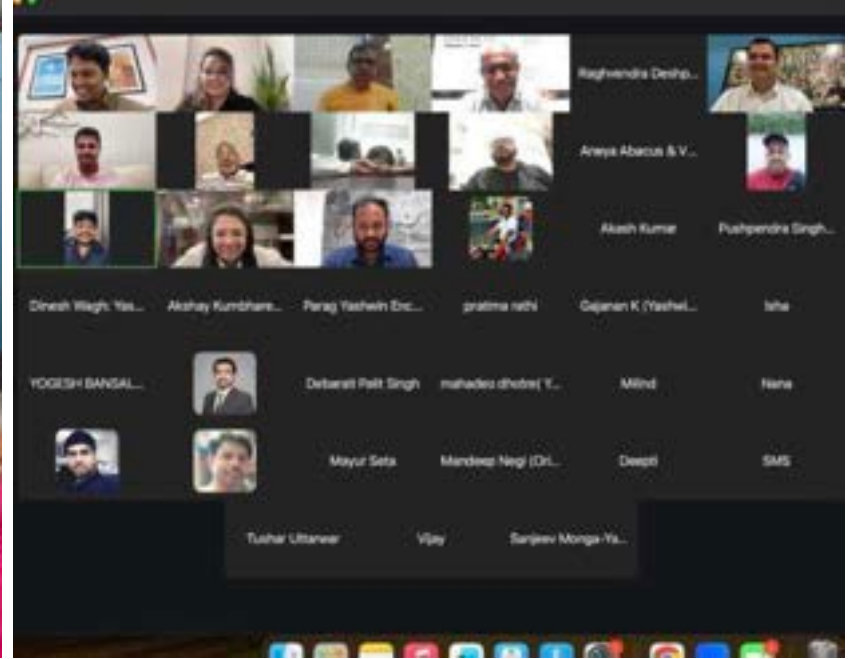 Raghvendra Deshp...
Aneya Abacus & V...
Akash Kumar
Pushpendra Singh...
Dinesh Wagh: Yas...
Akshay Kumbhare...
Parag Yashwin Enc...
pratima rathi
Gajanan K (Yashwi...
Isha
YOGESH BANSAL...
Debarati Palit Singh
mahadeo dhotre( Y...
Milind
Nana
Mayur Seta
Mandeep Negi (Ori...
Deepti
SMS
Tushar Uttarwar
Vijay
Sanjeev Monga-Ya...